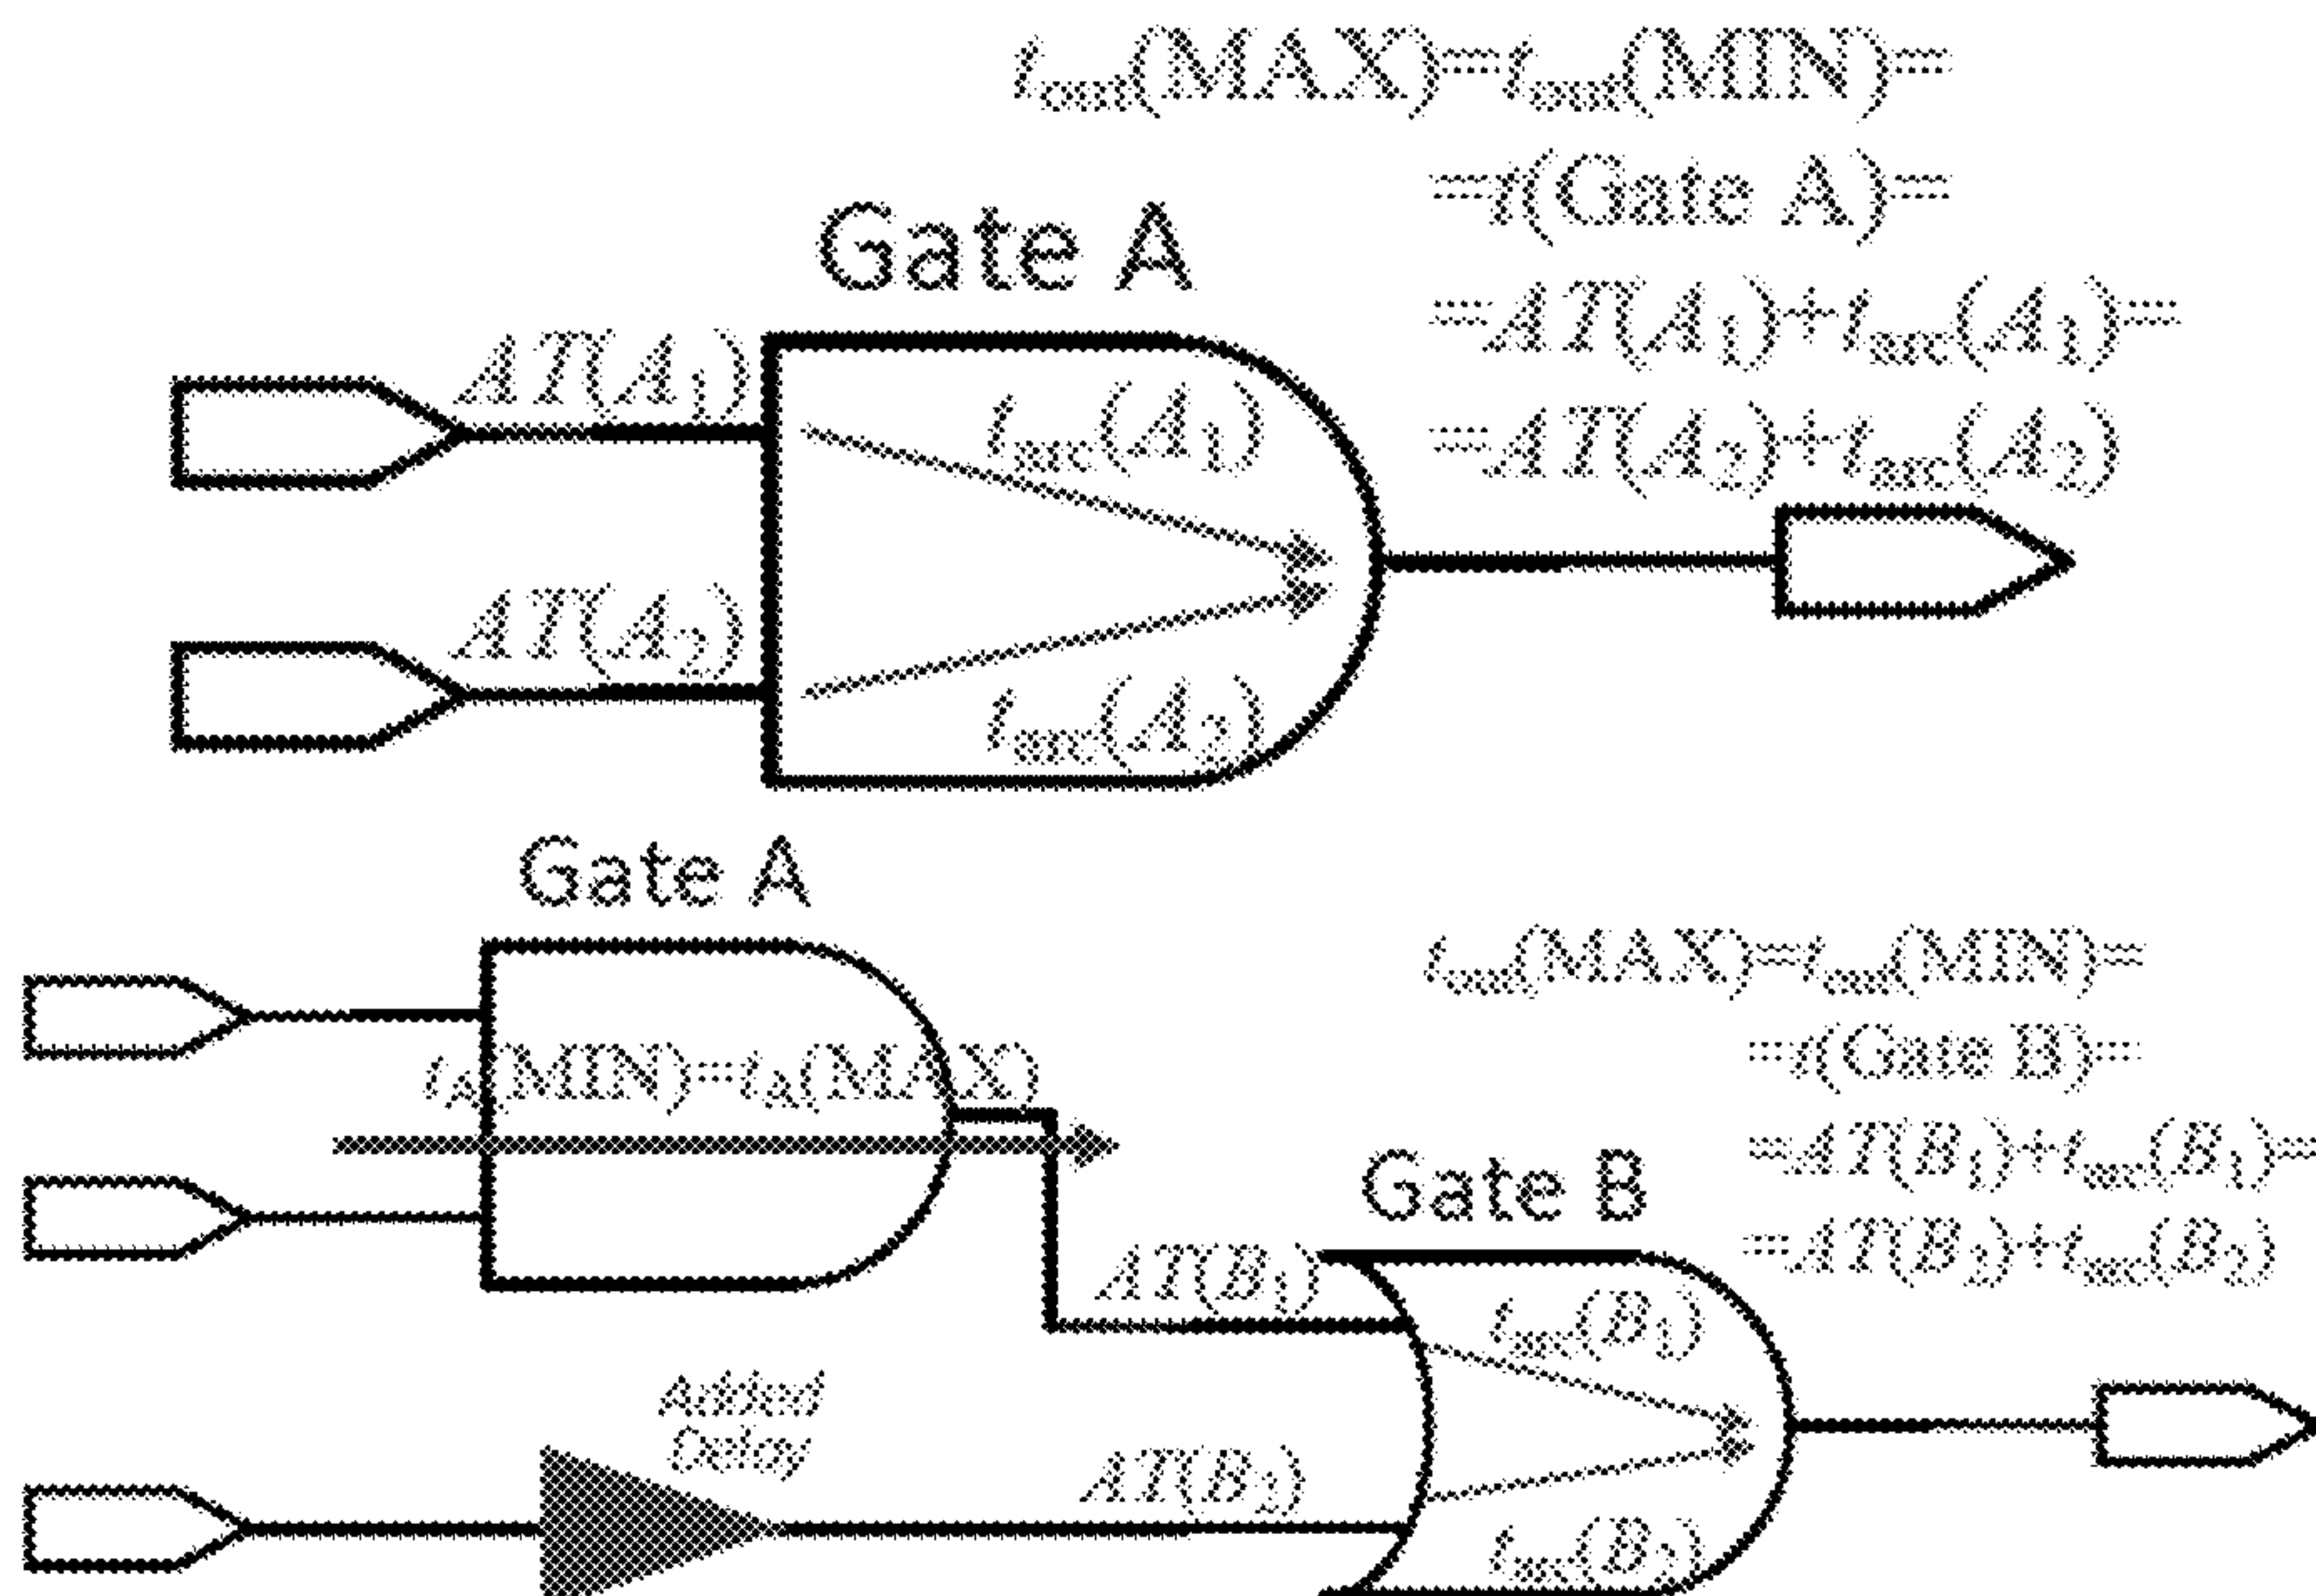 t_out(MAX)=t_out(MIN)=
=t(Gate A)=
=AT(A₁)+t_arc(A₁)=
=AT(A₂)+t_arc(A₂)
Gate A
AT(A₁)
t_arc(A₁)
AT(A₂)
t_arc(A₂)
Gate A
t_out(MAX)=t_out(MIN)=
=t(Gate B)=
=AT(B₁)+t_arc(B₁)=
=AT(B₂)+t_arc(B₂)
t_A(MIN)=t_A(MAX)
Gate B
AT(B₁)
t_arc(B₁)
Added
Delay
AT(B₂)
t_arc(B₂)